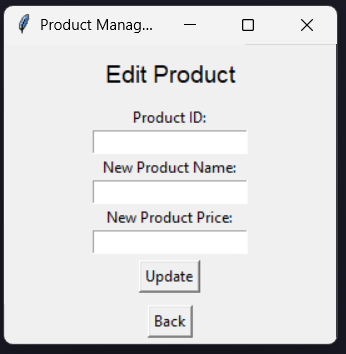 Product Manag...
Edit Product
Product ID:
New Product Name:
New Product Price:
Update
Back